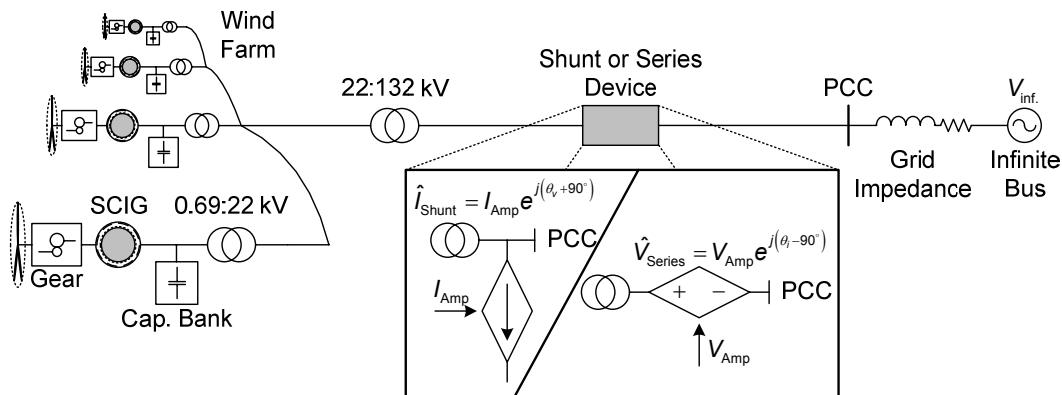 Wind
Farm
22:132 kV
Shunt or Series
Device
PCC
V_inf.
Grid
Impedance
Infinite
Bus
SCIG
0.69:22 kV
Gear
Cap. Bank
Î_Shunt = I_Amp e^{j(θ_v+90°)}
PCC
I_Amp
V̂_Series = V_Amp e^{j(θ_i−90°)}
+ −
PCC
V_Amp